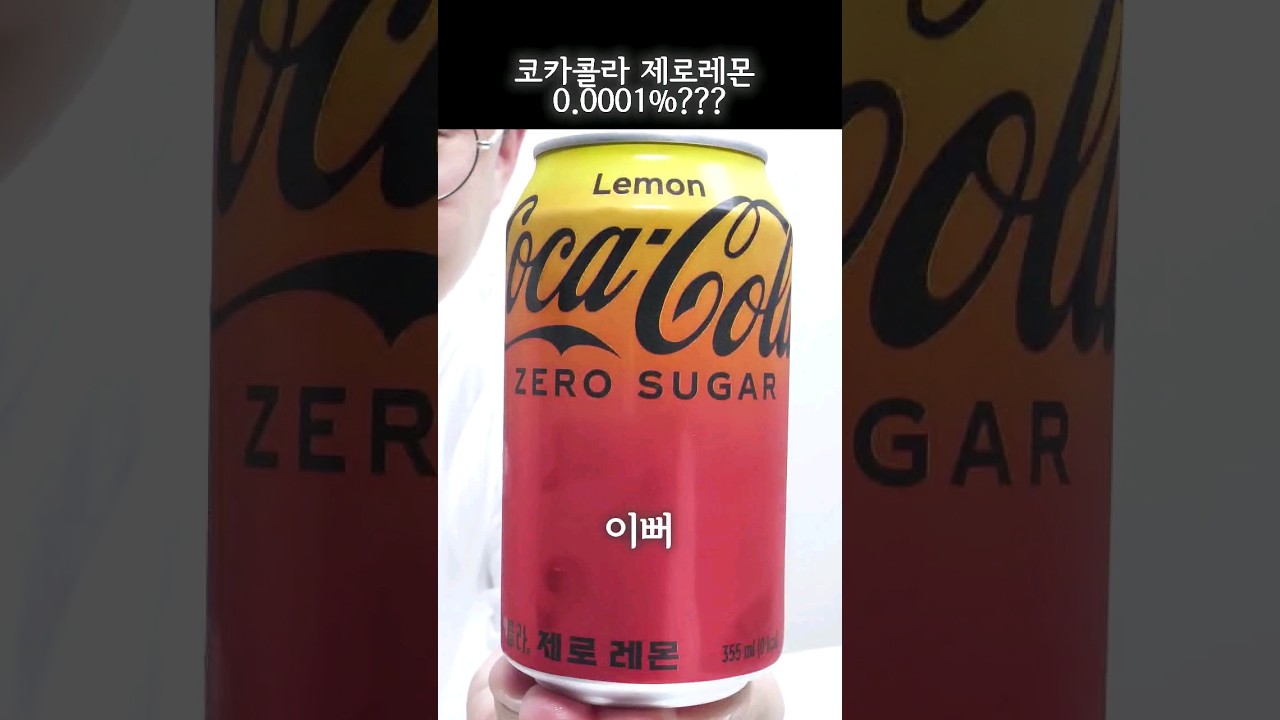 코카콜라 제로레몬
0.0001%???
Lemon
Coca-Cola
ZERO SUGAR
이뻐
제로 레몬
355 ml